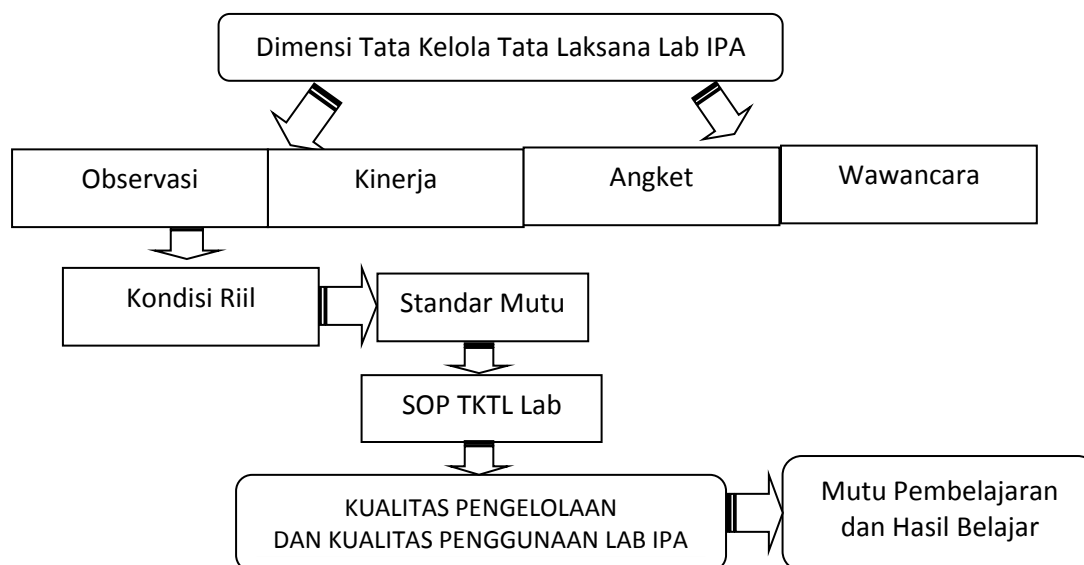 Dimensi Tata Kelola Tata Laksana Lab IPA
Observasi
Kinerja
Angket
Wawancara
Kondisi Riil
Standar Mutu
SOP TKTL Lab
KUALITAS PENGELOLAAN
DAN KUALITAS PENGGUNAAN LAB IPA
Mutu Pembelajaran
dan Hasil Belajar